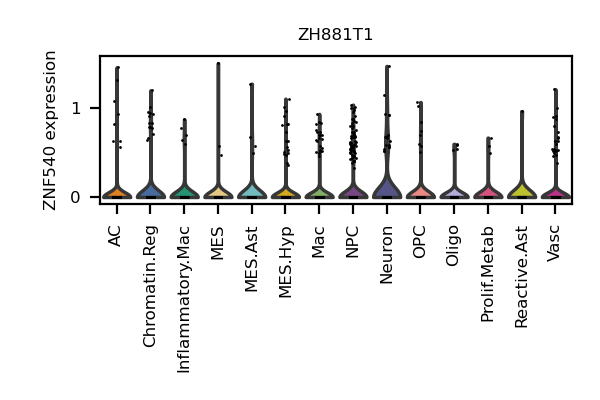 ZH881T1
ZNF540 expression
1
0
AC
Chromatin.Reg
Inflammatory.Mac
MES
MES.Ast
MES.Hyp
Mac
NPC
Neuron
OPC
Oligo
Prolif.Metab
Reactive.Ast
Vasc